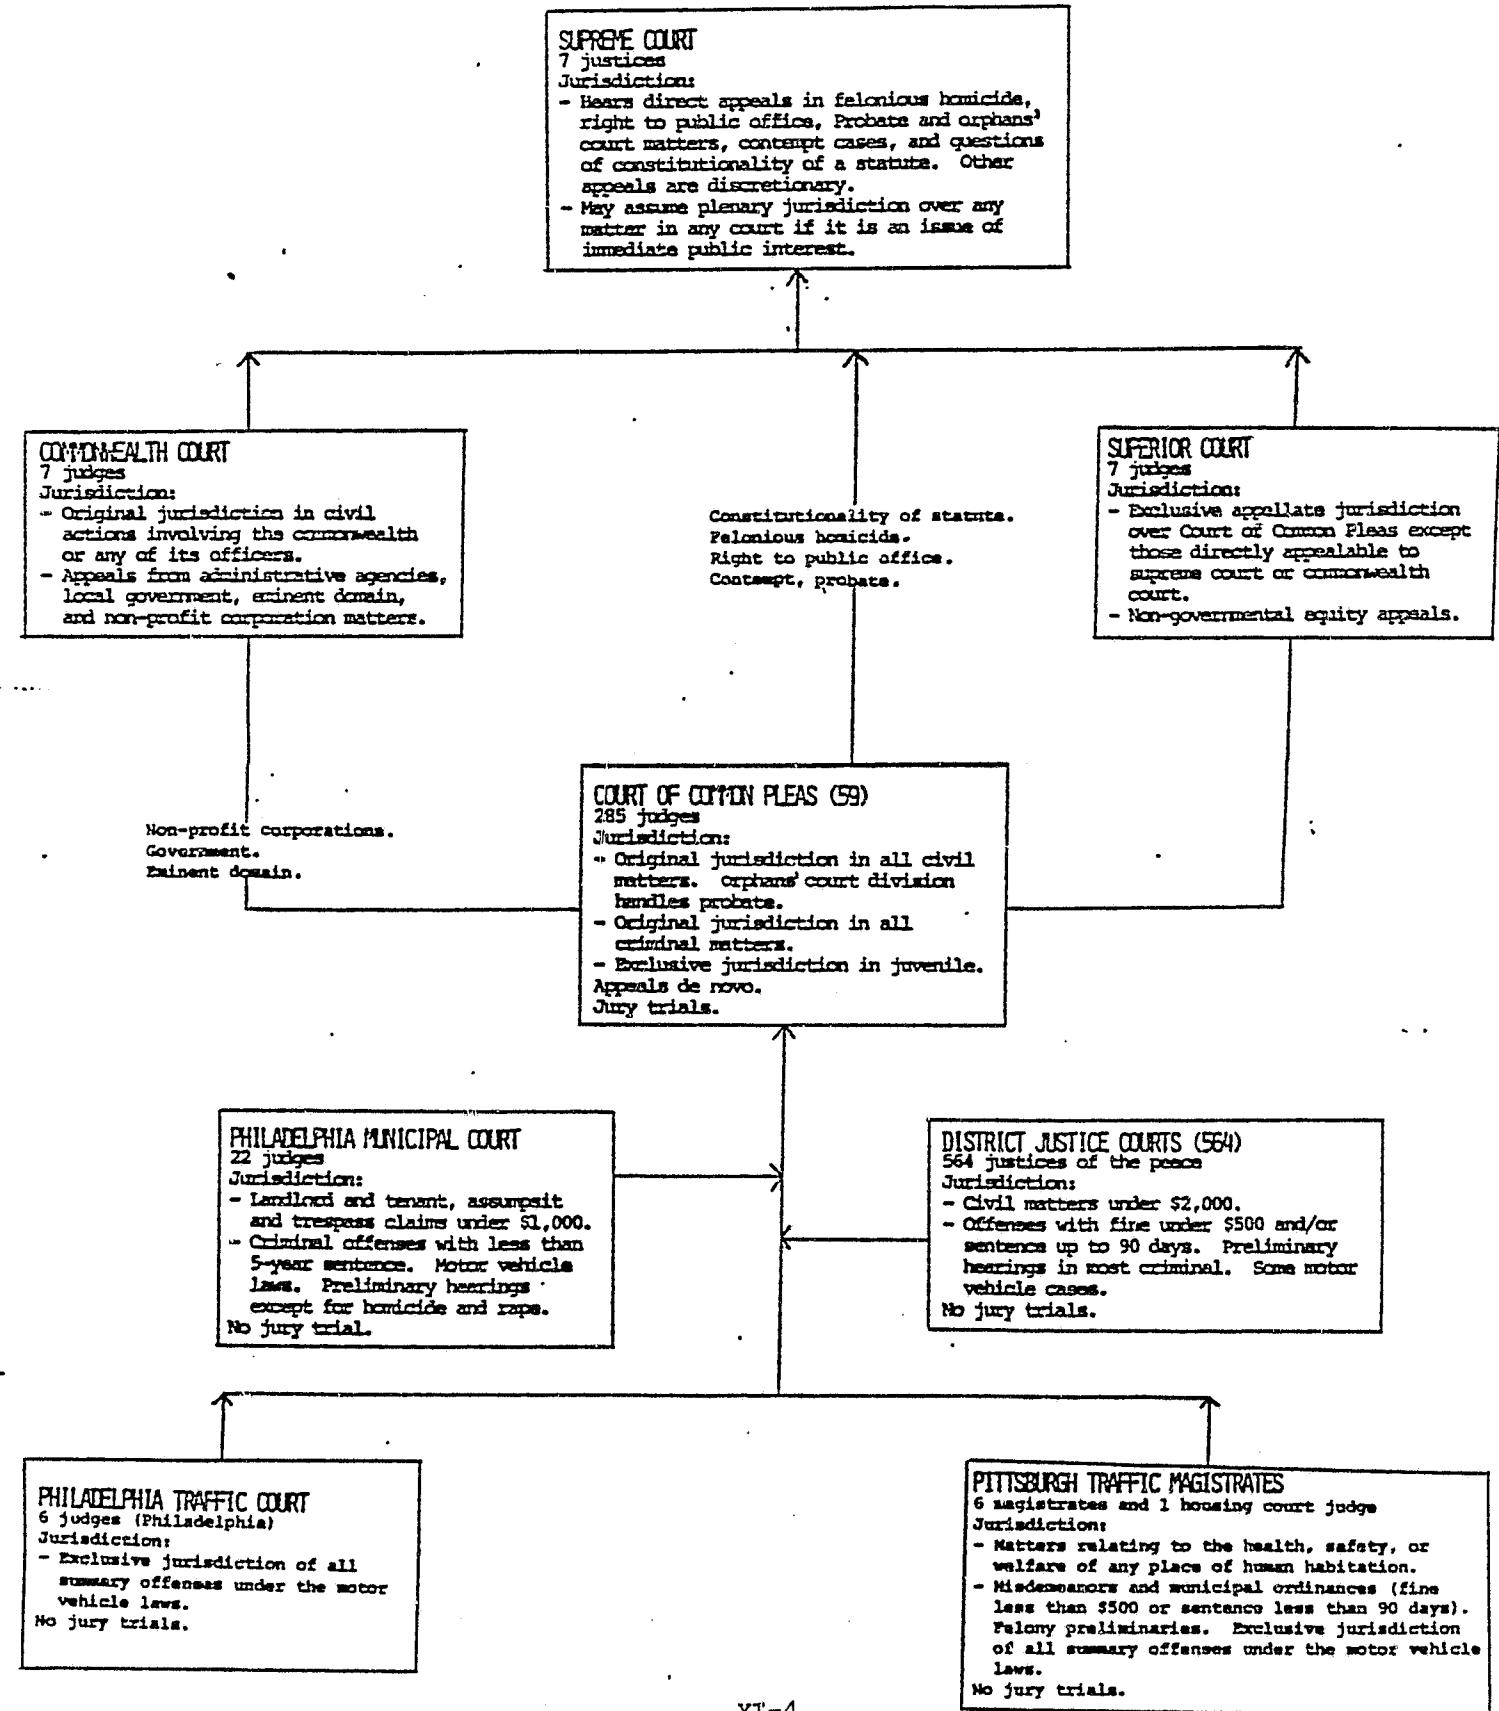 SUPREME COURT
7 justices
Jurisdiction:
- Hears direct appeals in felonious homicide,
right to public office, Probate and orphans'
court matters, contempt cases, and questions
of constitutionality of a statute. Other
appeals are discretionary.
- May assume plenary jurisdiction over any
matter in any court if it is an issue of
immediate public interest.
COMMONWEALTH COURT
7 judges
Jurisdiction:
- Original jurisdiction in civil
actions involving the commonwealth
or any of its officers.
- Appeals from administrative agencies,
local government, eminent domain,
and non-profit corporation matters.
Constitutionality of statute.
Felonious homicide.
Right to public office.
Contempt, probate.
SUPERIOR COURT
7 judges
Jurisdiction:
- Exclusive appellate jurisdiction
over Court of Common Pleas except
those directly appealable to
supreme court or commonwealth
court.
- Non-governmental equity appeals.
Non-profit corporations.
Government.
Eminent domain.
COURT OF COMMON PLEAS (59)
285 judges
Jurisdiction:
- Original jurisdiction in all civil
matters. Orphans' court division
handles probate.
- Original jurisdiction in all
criminal matters.
- Exclusive jurisdiction in juvenile.
Appeals de novo.
Jury trials.
PHILADELPHIA MUNICIPAL COURT
22 judges
Jurisdiction:
- Landlord and tenant, assumpsit
and trespass claims under $1,000.
- Criminal offenses with less than
5-year sentence. Motor vehicle
laws. Preliminary hearings
except for homicide and rape.
No jury trial.
DISTRICT JUSTICE COURTS (564)
564 justices of the peace
Jurisdiction:
- Civil matters under $2,000.
- Offenses with fine under $500 and/or
sentence up to 90 days. Preliminary
hearings in most criminal. Some motor
vehicle cases.
No jury trials.
PHILADELPHIA TRAFFIC COURT
6 judges (Philadelphia)
Jurisdiction:
- Exclusive jurisdiction of all
summary offenses under the motor
vehicle laws.
No jury trials.
PITTSBURGH TRAFFIC MAGISTRATES
6 magistrates and 1 housing court judge
Jurisdiction:
- Matters relating to the health, safety, or
welfare of any place of human habitation.
- Misdemeanors and municipal ordinances (fine
less than $500 or sentence less than 90 days).
Felony preliminaries. Exclusive jurisdiction
of all summary offenses under the motor vehicle
laws.
No jury trials.